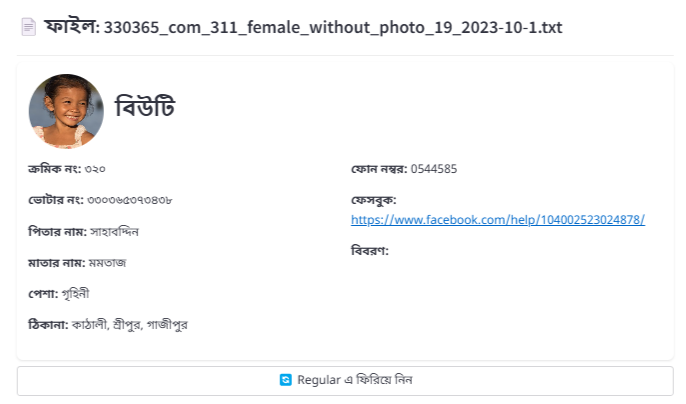 ফাইল: 330365_com_311_female_without_photo_19_2023-10-1.txt
বিউটি
ক্রমিক নং: ৩২০
ভোটার নং: ৩৩০৩৬৫৩৭৩৪৩৮
পিতার নাম: সাহাবদ্দিন
মাতার নাম: মমতাজ
পেশা: গৃহিনী
ঠিকানা: কাঠালী, শ্রীপুর, গাজীপুর
ফোন নম্বর: 0544585
ফেসবুক:
https://www.facebook.com/help/104002523024878/
বিবরণ:
Regular এ ফিরিয়ে নিন